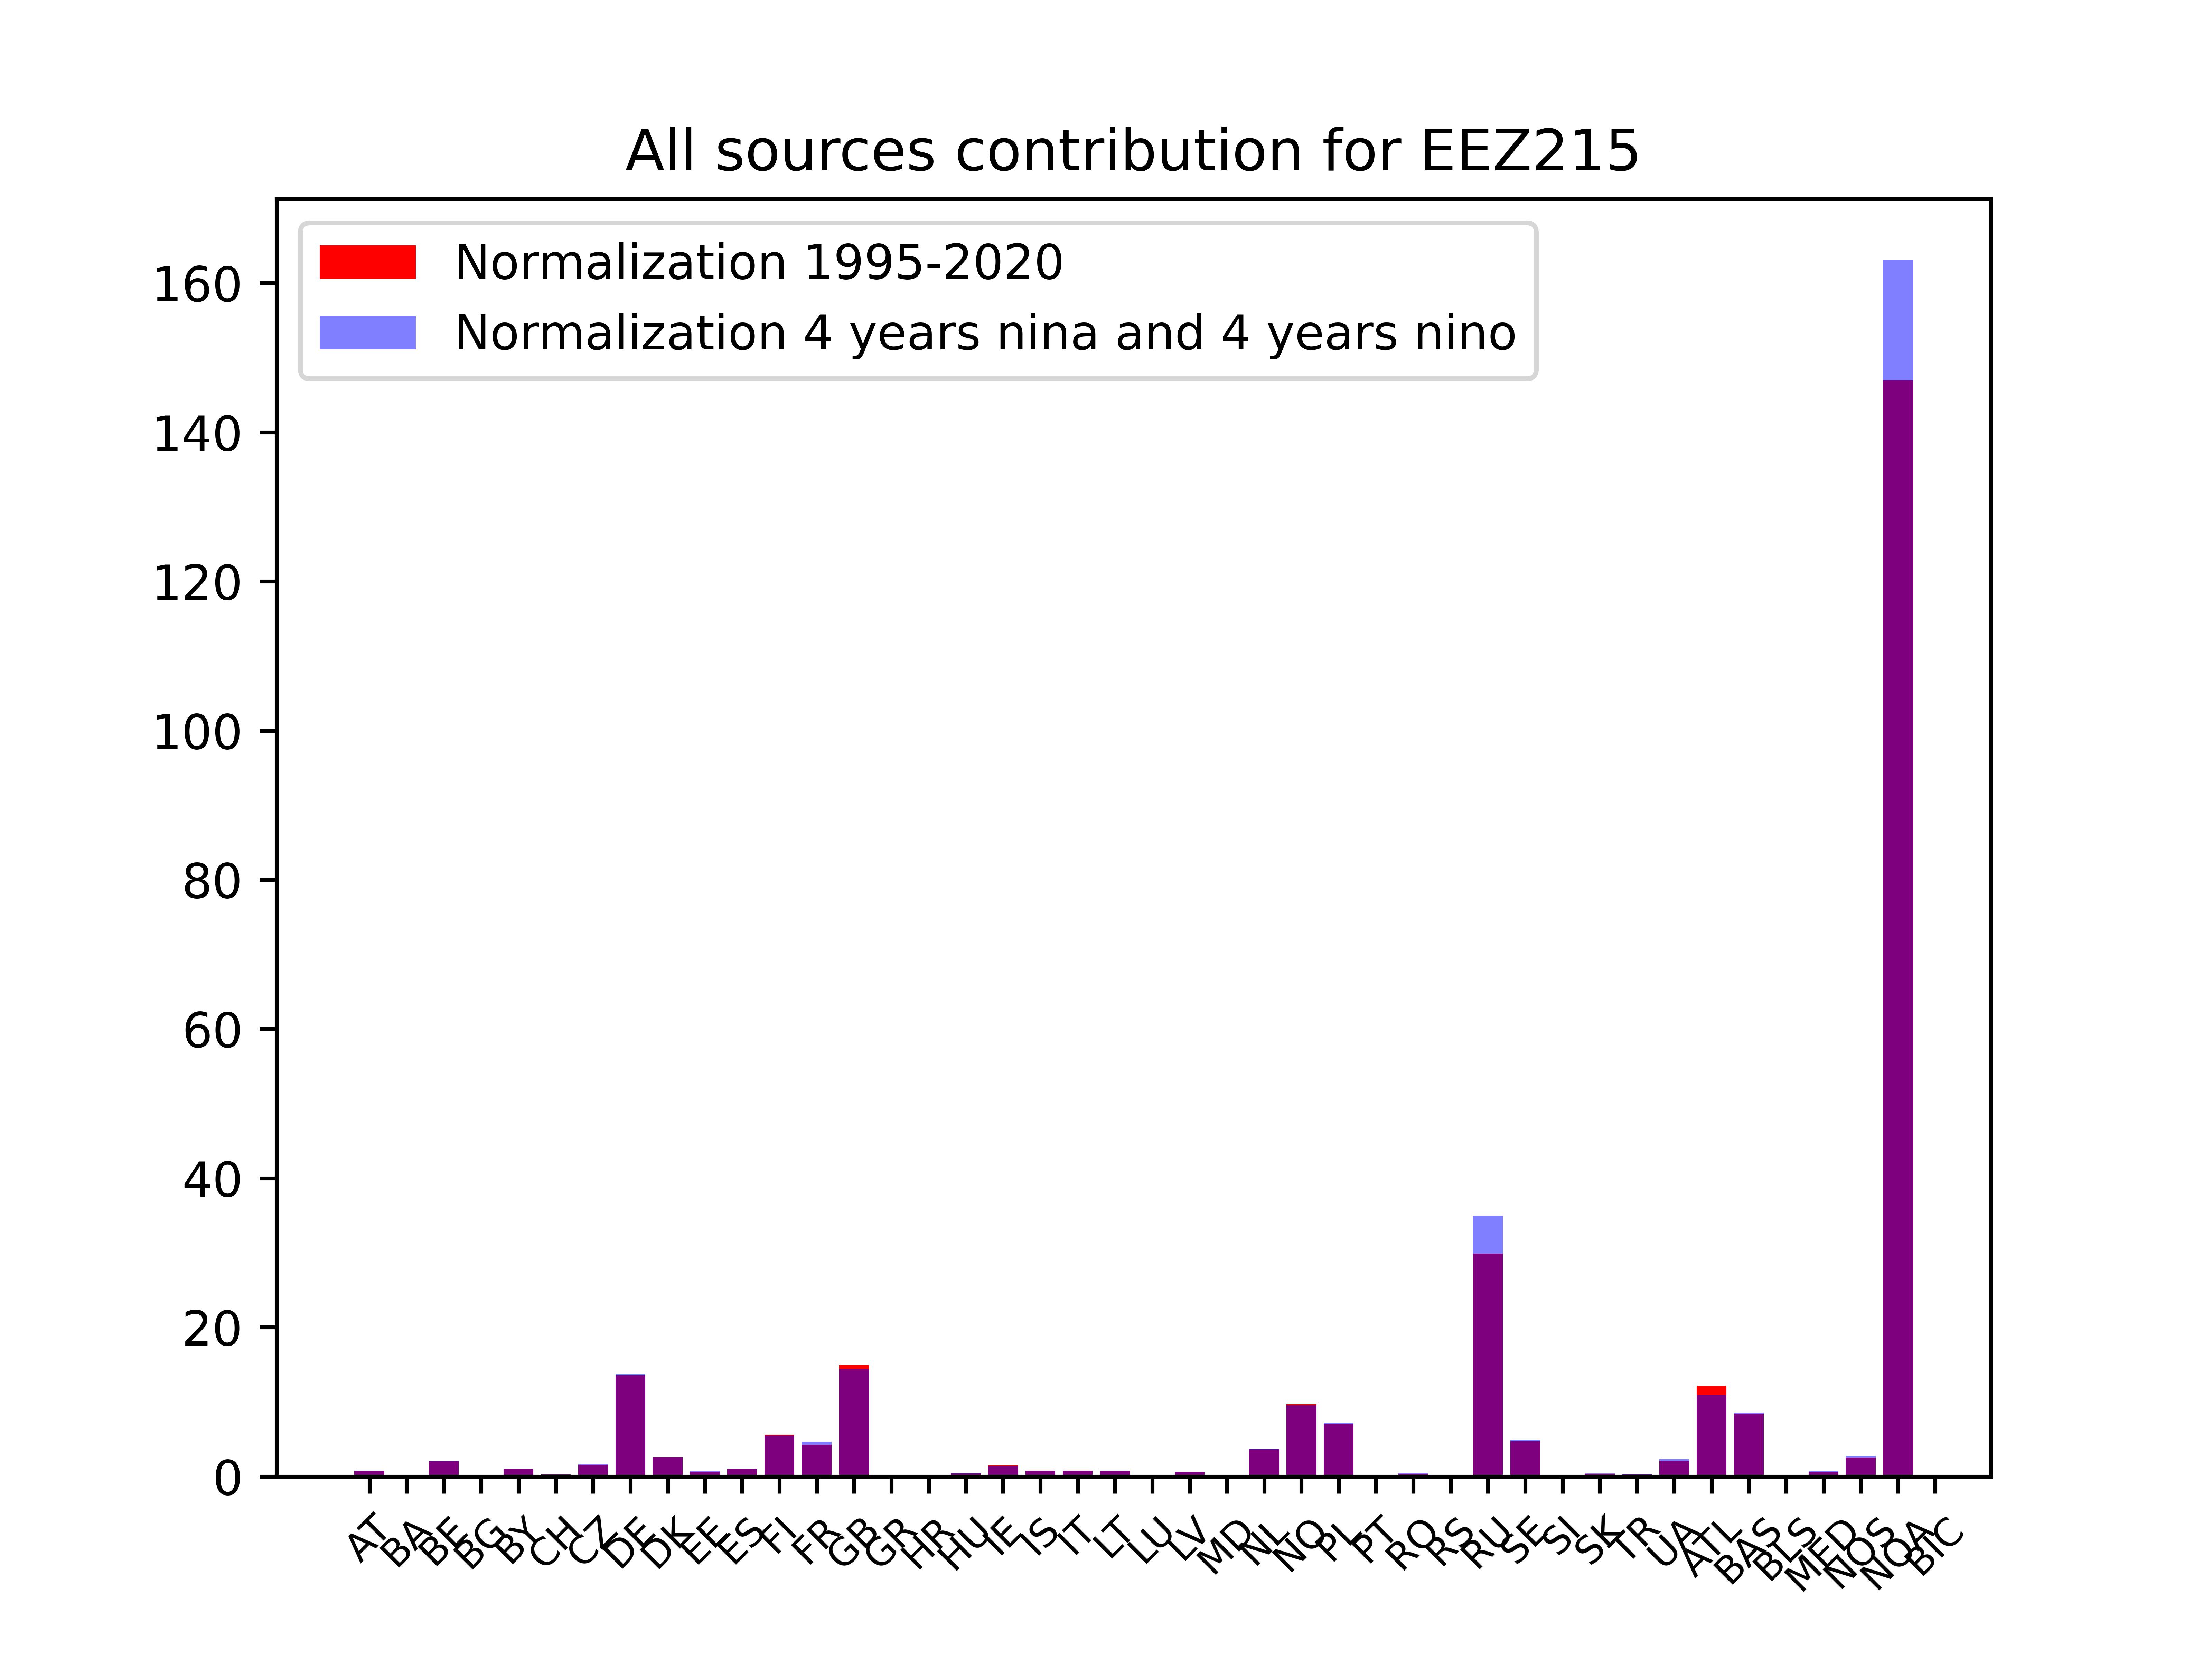 All sources contribution for EEZ215
Normalization 1995-2020
Normalization 4 years nina and 4 years nino
160
140
120
100
80
60
40
20
0
AT BA BE BG BY CH CZ DE DK EE ES FI FR GB GR HR HU IE IS IT LT LU LV MD NL NO PL PT RO RS RU SE SI SK TR UA ATL BAS BLS MED NOS NOA BIC